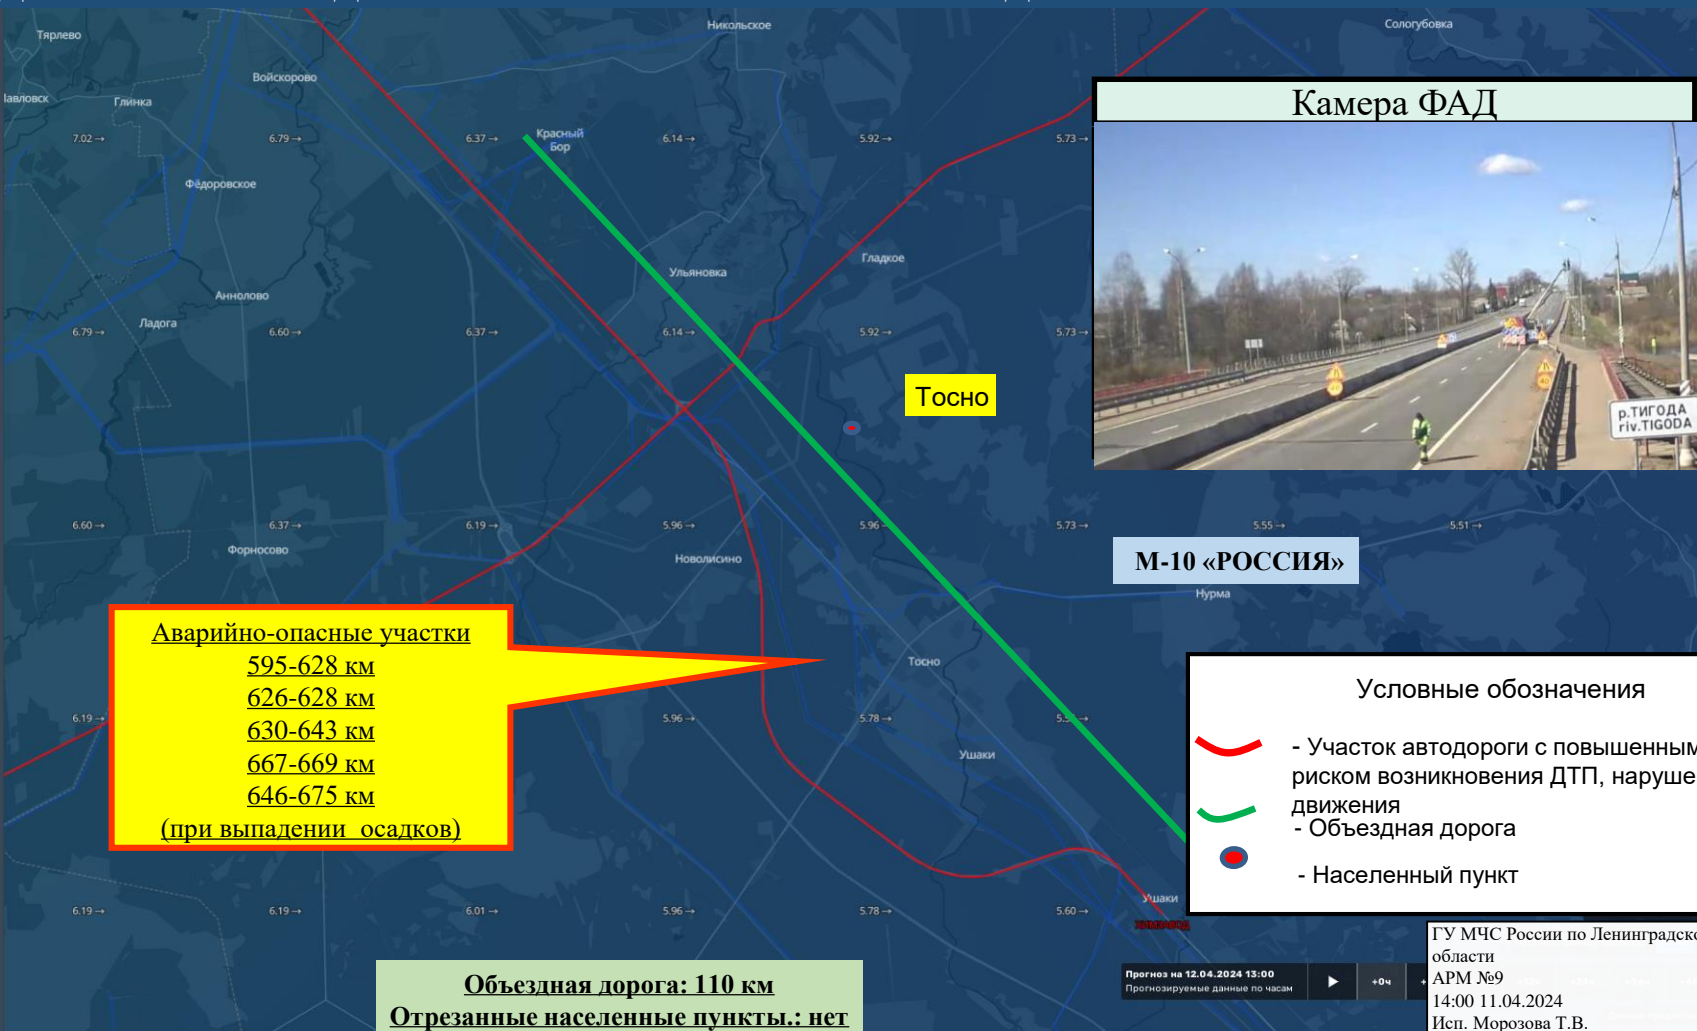 Тярлево
Никольское
Сологубовка
Войскорово
Павловск
Глинка
Камера ФАД
7.02→
6.79→
6.37→
Красный
Бор
6.14→
5.92→
5.73→
Фёдоровское
Ульяновка
Гладкое
Аннолово
Ладога
6.79→
6.60→
6.37→
6.14→
5.92→
5.73→
Тосно
р.ТИГОДА
riv.TIGODA
6.60→
6.37→
6.19→
5.96→
5.96→
5.73→
5.55→
5.51→
Форносово
Новолисино
М-10 «РОССИЯ»
Нурма
Аварийно-опасные участки
595-628 км
626-628 км
630-643 км
667-669 км
646-675 км
(при выпадении осадков)
Тосно
6.19→
5.96→
5.78→
Ушаки
Условные обозначения
- Участок автодороги с повышенным
риском возникновения ДТП, наруше
движения
- Объездная дорога
- Населенный пункт
6.19→
6.19→
6.01→
5.96→
5.78→
5.60→
Ушаки
ХИМЗАВОД
Объездная дорога: 110 км
Отрезанные населенные пункты.: нет
Прогноз на 12.04.2024 13:00
Прогнозируемые данные по часам
+0ч
ГУ МЧС России по Ленинградско
области
АРМ №9
14:00 11.04.2024
Исп. Морозова Т.В.